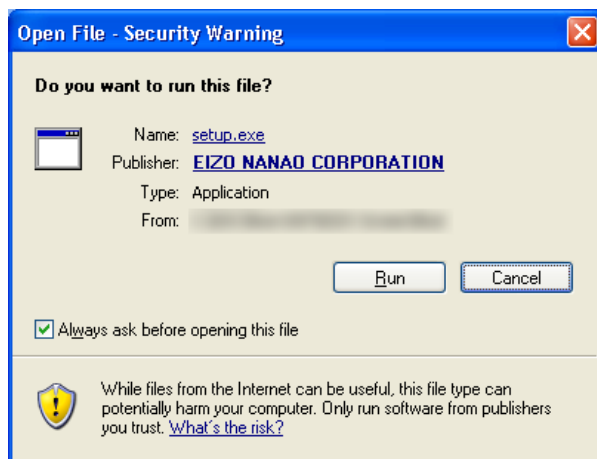 Open File - Security Warning
Do you want to run this file?
Name: setup.exe
Publisher: EIZO NANAO CORPORATION
Type: Application
From:
Run Cancel
Always ask before opening this file
While files from the Internet can be useful, this file type can
potentially harm your computer. Only run software from publishers
you trust. What's the risk?